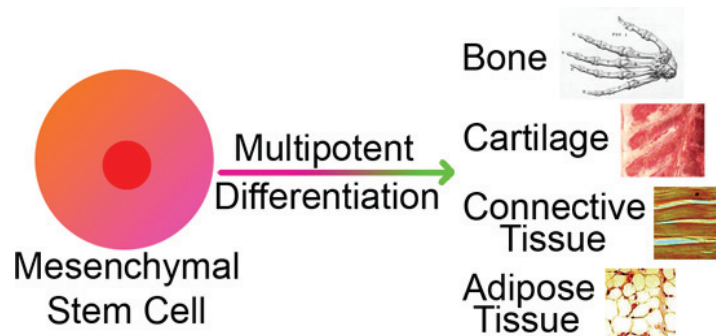 Mesenchymal
Stem Cell
Multipotent
Differentiation
Bone
Cartilage
Connective
Tissue
Adipose
Tissue